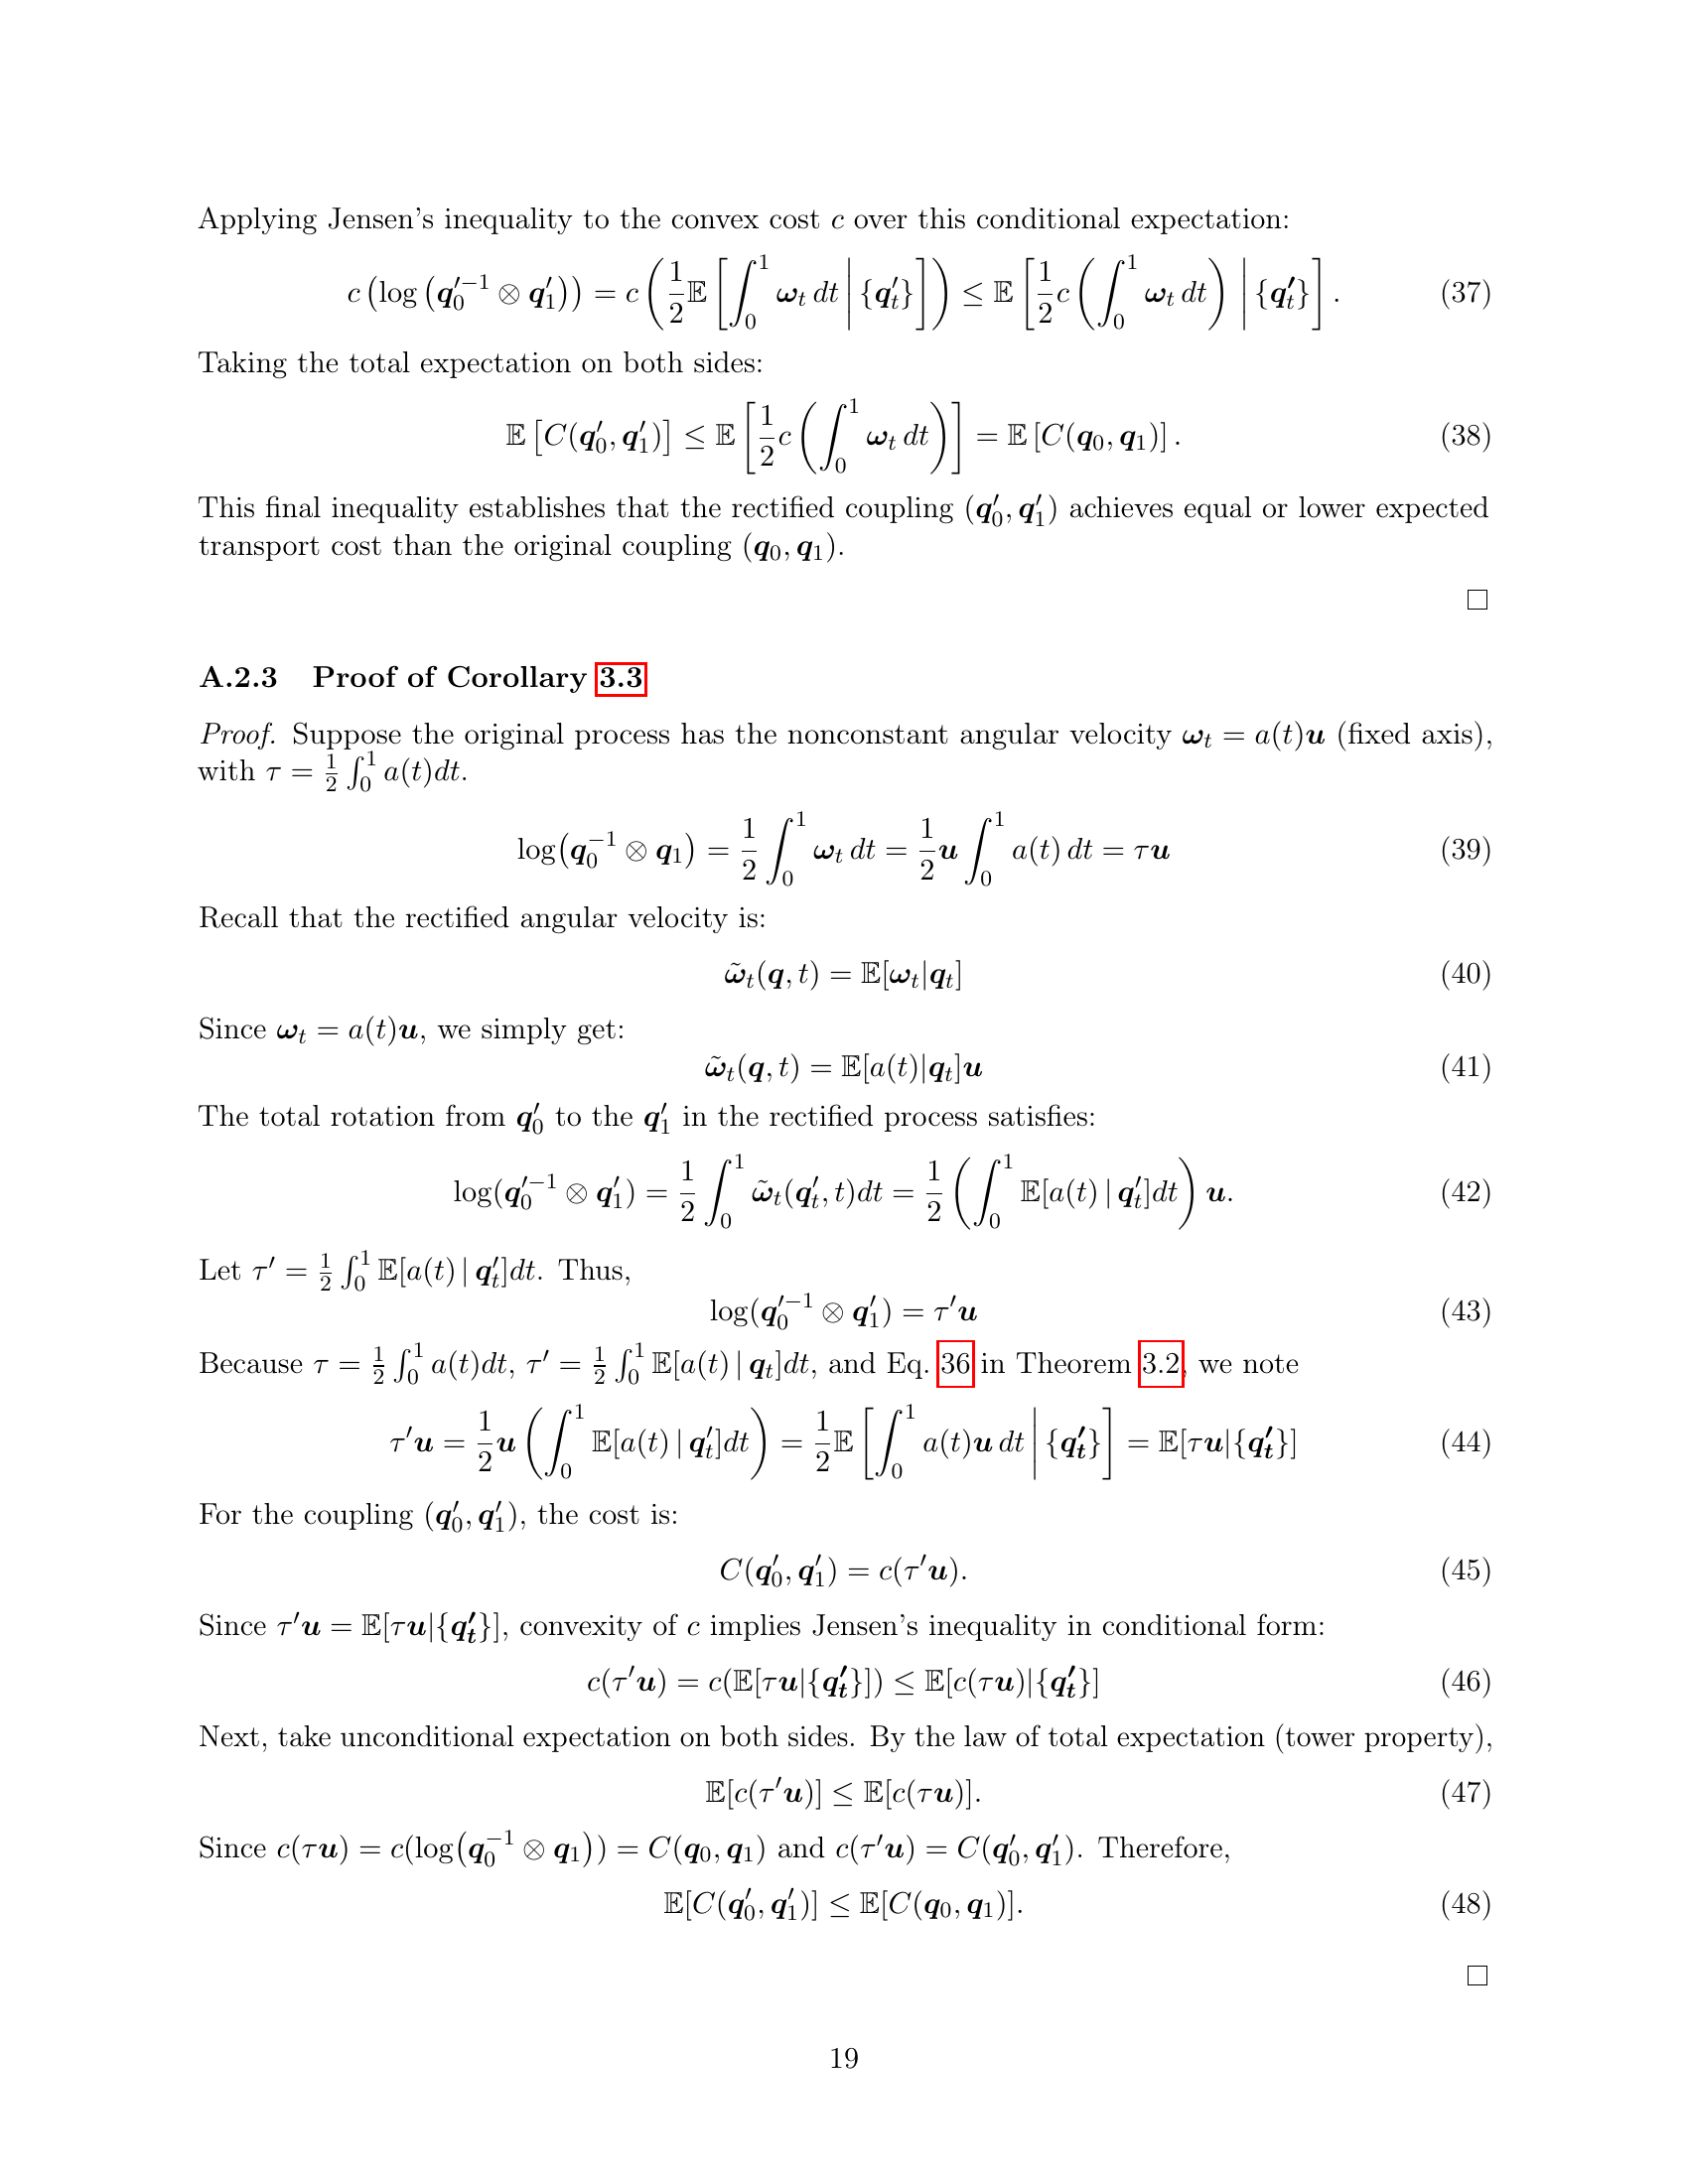 Applying Jensen's inequality to the convex cost $c$ over this conditional expectation:
$$c\left(\log\left(\boldsymbol{q}_0'^{-1} \otimes \boldsymbol{q}_1'\right)\right) = c\left(\frac{1}{2}\mathbb{E}\left[\int_0^1 \boldsymbol{\omega}_t \, dt \,\middle|\, \{\boldsymbol{q}_t'\}\right]\right) \leq \mathbb{E}\left[\frac{1}{2}c\left(\int_0^1 \boldsymbol{\omega}_t \, dt\right) \,\middle|\, \{\boldsymbol{q}_t'\}\right]. \quad (37)$$
Taking the total expectation on both sides:
$$\mathbb{E}\left[C(\boldsymbol{q}_0', \boldsymbol{q}_1')\right] \leq \mathbb{E}\left[\frac{1}{2}c\left(\int_0^1 \boldsymbol{\omega}_t \, dt\right)\right] = \mathbb{E}\left[C(\boldsymbol{q}_0, \boldsymbol{q}_1)\right]. \quad (38)$$
This final inequality establishes that the rectified coupling $(\boldsymbol{q}_0', \boldsymbol{q}_1')$ achieves equal or lower expected
transport cost than the original coupling $(\boldsymbol{q}_0, \boldsymbol{q}_1)$.
□
A.2.3 Proof of Corollary 3.3
Proof. Suppose the original process has the nonconstant angular velocity $\boldsymbol{\omega}_t = a(t)\boldsymbol{u}$ (fixed axis),
with $\tau = \frac{1}{2}\int_0^1 a(t)dt$.
$$\log\left(\boldsymbol{q}_0^{-1} \otimes \boldsymbol{q}_1\right) = \frac{1}{2}\int_0^1 \boldsymbol{\omega}_t \, dt = \frac{1}{2}\boldsymbol{u}\int_0^1 a(t) \, dt = \tau\boldsymbol{u} \quad (39)$$
Recall that the rectified angular velocity is:
$$\tilde{\boldsymbol{\omega}}_t(\boldsymbol{q}, t) = \mathbb{E}[\boldsymbol{\omega}_t|\boldsymbol{q}_t] \quad (40)$$
Since $\boldsymbol{\omega}_t = a(t)\boldsymbol{u}$, we simply get:
$$\tilde{\boldsymbol{\omega}}_t(\boldsymbol{q}, t) = \mathbb{E}[a(t)|\boldsymbol{q}_t]\boldsymbol{u} \quad (41)$$
The total rotation from $\boldsymbol{q}_0'$ to the $\boldsymbol{q}_1'$ in the rectified process satisfies:
$$\log(\boldsymbol{q}_0'^{-1} \otimes \boldsymbol{q}_1') = \frac{1}{2}\int_0^1 \tilde{\boldsymbol{\omega}}_t(\boldsymbol{q}_t', t)dt = \frac{1}{2}\left(\int_0^1 \mathbb{E}[a(t) \,|\, \boldsymbol{q}_t']dt\right)\boldsymbol{u}. \quad (42)$$
Let $\tau' = \frac{1}{2}\int_0^1 \mathbb{E}[a(t) \,|\, \boldsymbol{q}_t']dt$. Thus,
$$\log(\boldsymbol{q}_0'^{-1} \otimes \boldsymbol{q}_1') = \tau'\boldsymbol{u} \quad (43)$$
Because $\tau = \frac{1}{2}\int_0^1 a(t)dt$, $\tau' = \frac{1}{2}\int_0^1 \mathbb{E}[a(t) \,|\, \boldsymbol{q}_t]dt$, and Eq. 36 in Theorem 3.2, we note
$$\tau'\boldsymbol{u} = \frac{1}{2}\boldsymbol{u}\left(\int_0^1 \mathbb{E}[a(t) \,|\, \boldsymbol{q}_t']dt\right) = \frac{1}{2}\mathbb{E}\left[\int_0^1 a(t)\boldsymbol{u} \, dt \,\middle|\, \{\boldsymbol{q}_t'\}\right] = \mathbb{E}[\tau\boldsymbol{u}|\{\boldsymbol{q}_t'\}] \quad (44)$$
For the coupling $(\boldsymbol{q}_0', \boldsymbol{q}_1')$, the cost is:
$$C(\boldsymbol{q}_0', \boldsymbol{q}_1') = c(\tau'\boldsymbol{u}). \quad (45)$$
Since $\tau'\boldsymbol{u} = \mathbb{E}[\tau\boldsymbol{u}|\{\boldsymbol{q}_t'\}]$, convexity of $c$ implies Jensen's inequality in conditional form:
$$c(\tau'\boldsymbol{u}) = c(\mathbb{E}[\tau\boldsymbol{u}|\{\boldsymbol{q}_t'\}]) \leq \mathbb{E}[c(\tau\boldsymbol{u})|\{\boldsymbol{q}_t'\}] \quad (46)$$
Next, take unconditional expectation on both sides. By the law of total expectation (tower property),
$$\mathbb{E}[c(\tau'\boldsymbol{u})] \leq \mathbb{E}[c(\tau\boldsymbol{u})]. \quad (47)$$
Since $c(\tau\boldsymbol{u}) = c(\log\left(\boldsymbol{q}_0^{-1} \otimes \boldsymbol{q}_1\right)) = C(\boldsymbol{q}_0, \boldsymbol{q}_1)$ and $c(\tau'\boldsymbol{u}) = C(\boldsymbol{q}_0', \boldsymbol{q}_1')$. Therefore,
$$\mathbb{E}[C(\boldsymbol{q}_0', \boldsymbol{q}_1')] \leq \mathbb{E}[C(\boldsymbol{q}_0, \boldsymbol{q}_1)]. \quad (48)$$
□
19